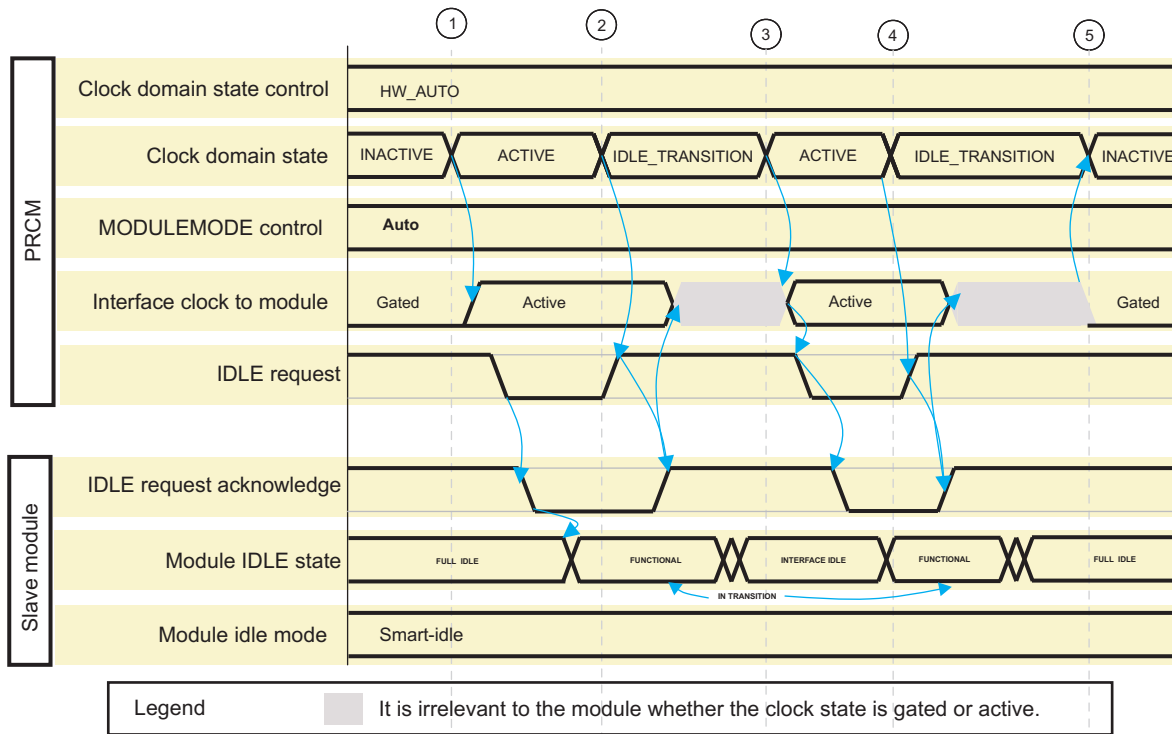 1 2 3 4 5
PRCM
Clock domain state control HW_AUTO
Clock domain state INACTIVE ACTIVE IDLE_TRANSITION ACTIVE IDLE_TRANSITION INACTIVE
MODULEMODE control Auto
Interface clock to module Gated Active Active Gated
IDLE request
Slave module
IDLE request acknowledge
Module IDLE state FULL IDLE FUNCTIONAL INTERFACE IDLE FUNCTIONAL FULL IDLE
IN TRANSITION
Module idle mode Smart-idle
Legend It is irrelevant to the module whether the clock state is gated or active.